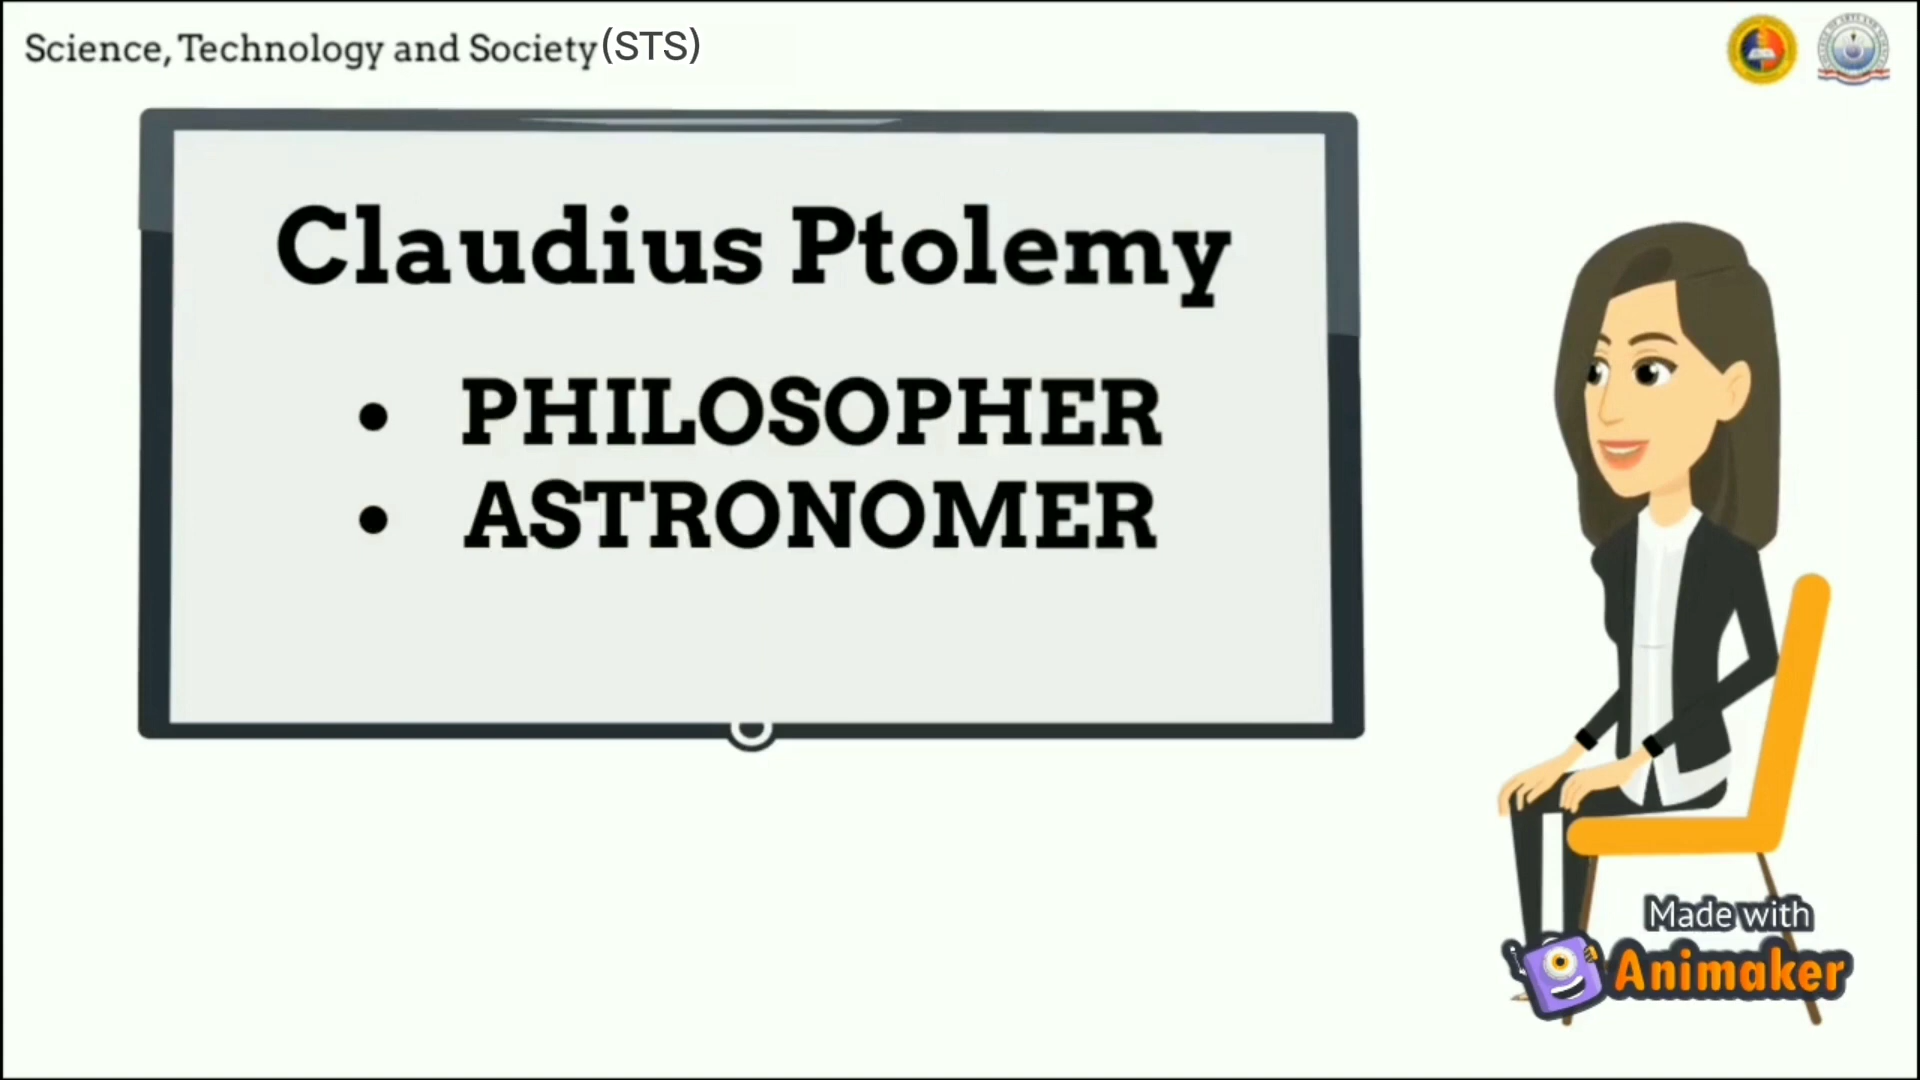 Science, Technology and Society (STS)
Claudius Ptolemy
• PHILOSOPHER
• ASTRONOMER
Made with
Animaker